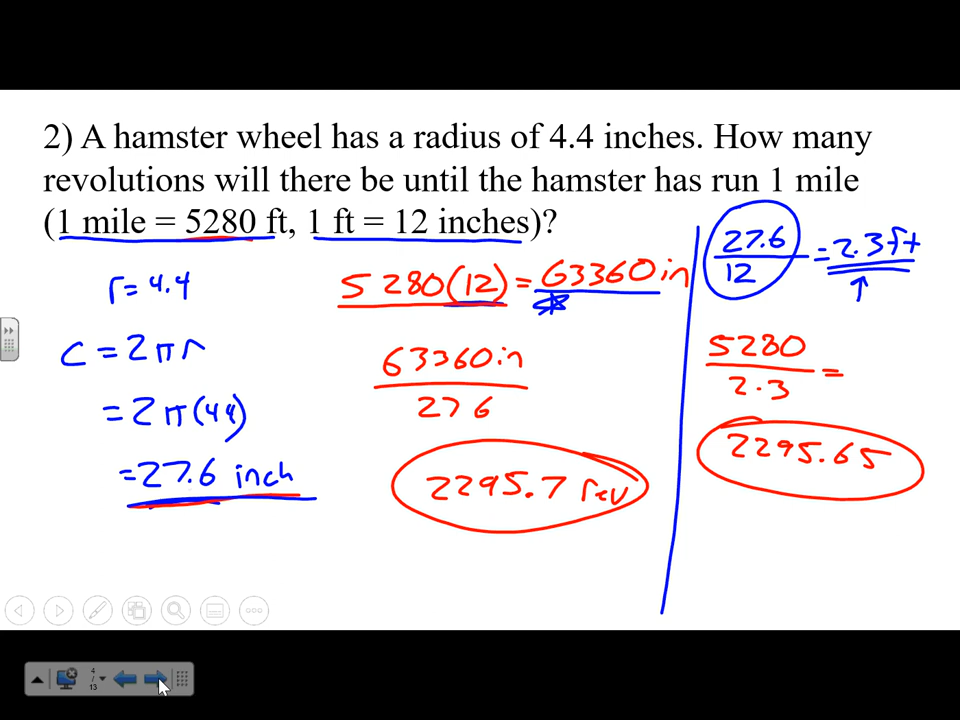 2) A hamster wheel has a radius of 4.4 inches. How many
revolutions will there be until the hamster has run 1 mile
(1 mile = 5280 ft, 1 ft = 12 inches)?
r = 4.4
C = 2πr
= 2π(4.4)
= 27.6 inch
5280(12) = 63360 in
63360 in
27.6
2295.7 rev
27.6
12
= 2.3 ft
5280
2.3
=
2295.65
4
/
13